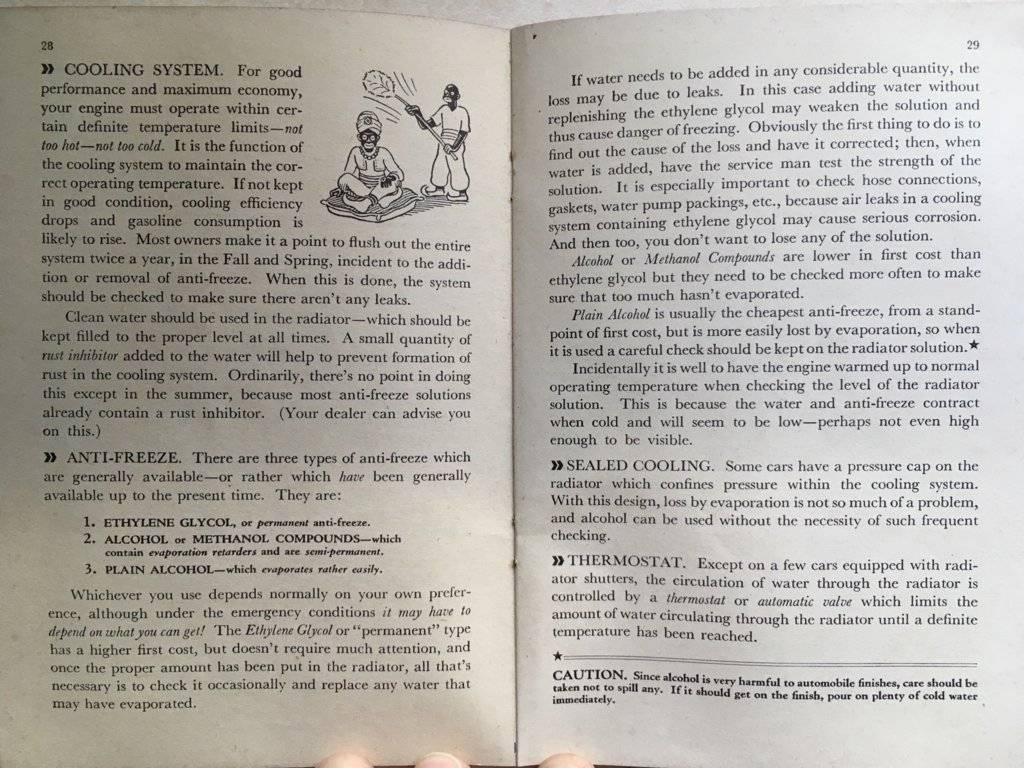 28
» COOLING SYSTEM. For good
performance and maximum economy,
your engine must operate within cer-
tain definite temperature limits—not
too hot—not too cold. It is the function of
the cooling system to maintain the cor-
rect operating temperature. If not kept
in good condition, cooling efficiency
drops and gasoline consumption is
likely to rise. Most owners make it a point to flush out the entire
system twice a year, in the Fall and Spring, incident to the addi-
tion or removal of anti-freeze. When this is done, the system
should be checked to make sure there aren't any leaks.
Clean water should be used in the radiator—which should be
kept filled to the proper level at all times. A small quantity of
rust inhibitor added to the water will help to prevent formation of
rust in the cooling system. Ordinarily, there's no point in doing
this except in the summer, because most anti-freeze solutions
already contain a rust inhibitor. (Your dealer can advise you
on this.)
» ANTI-FREEZE. There are three types of anti-freeze which
are generally available—or rather which have been generally
available up to the present time. They are:
1. ETHYLENE GLYCOL, or permanent anti-freeze.
2. ALCOHOL or METHANOL COMPOUNDS—which
contain evaporation retarders and are semi-permanent.
3. PLAIN ALCOHOL—which evaporates rather easily.
Whichever you use depends normally on your own prefer-
ence, although under the emergency conditions it may have to
depend on what you can get! The Ethylene Glycol or "permanent" type
has a higher first cost, but doesn't require much attention, and
once the proper amount has been put in the radiator, all that's
necessary is to check it occasionally and replace any water that
may have evaporated.
29
If water needs to be added in any considerable quantity, the
loss may be due to leaks. In this case adding water without
replenishing the ethylene glycol may weaken the solution and
thus cause danger of freezing. Obviously the first thing to do is to
find out the cause of the loss and have it corrected; then, when
water is added, have the service man test the strength of the
solution. It is especially important to check hose connections,
gaskets, water pump packings, etc., because air leaks in a cooling
system containing ethylene glycol may cause serious corrosion.
And then too, you don't want to lose any of the solution.
Alcohol or Methanol Compounds are lower in first cost than
ethylene glycol but they need to be checked more often to make
sure that too much hasn't evaporated.
Plain Alcohol is usually the cheapest anti-freeze, from a stand-
point of first cost, but is more easily lost by evaporation, so when
it is used a careful check should be kept on the radiator solution.★
Incidentally it is well to have the engine warmed up to normal
operating temperature when checking the level of the radiator
solution. This is because the water and anti-freeze contract
when cold and will seem to be low—perhaps not even high
enough to be visible.
» SEALED COOLING. Some cars have a pressure cap on the
radiator which confines pressure within the cooling system.
With this design, loss by evaporation is not so much of a problem,
and alcohol can be used without the necessity of such frequent
checking.
» THERMOSTAT. Except on a few cars equipped with radi-
ator shutters, the circulation of water through the radiator is
controlled by a thermostat or automatic valve which limits the
amount of water circulating through the radiator until a definite
temperature has been reached.
★
CAUTION. Since alcohol is very harmful to automobile finishes, care should be
taken not to spill any. If it should get on the finish, pour on plenty of cold water
immediately.